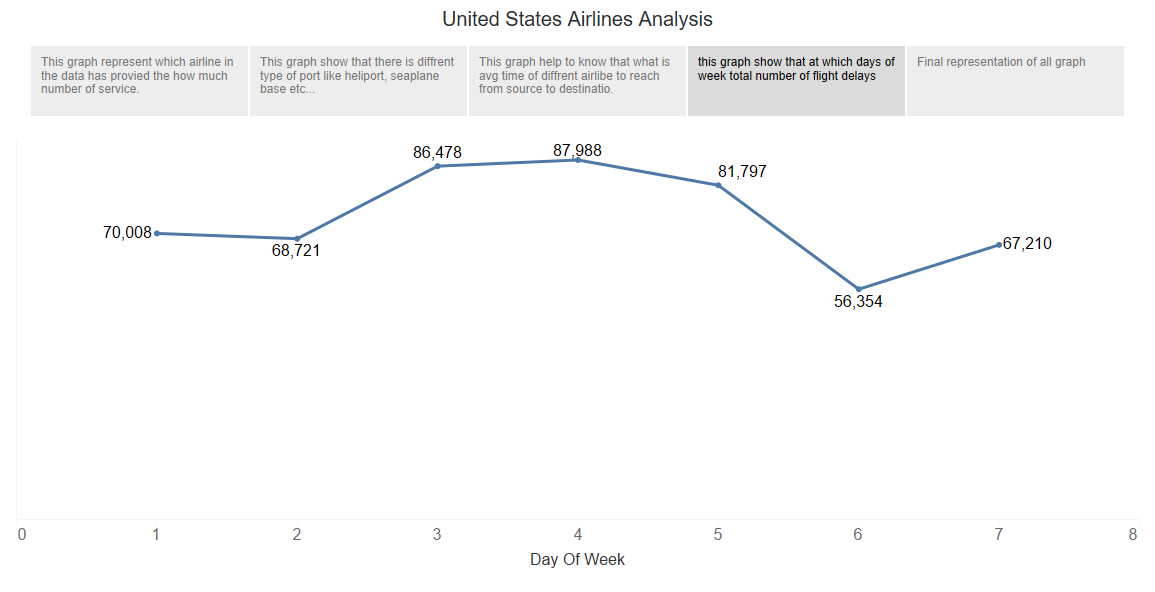 United States Airlines Analysis
This graph represent which airline in
the data has provied the how much
number of service.
This graph show that there is diffrent
type of port like heliport, seaplane
base etc...
This graph help to know that what is
avg time of diffrent airlibe to reach
from source to destinatio.
this graph show that at which days of
week total number of flight delays
Final representation of all graph
70,008
68,721
86,478
87,988
81,797
56,354
67,210
0 1 2 3 4 5 6 7 8
Day Of Week